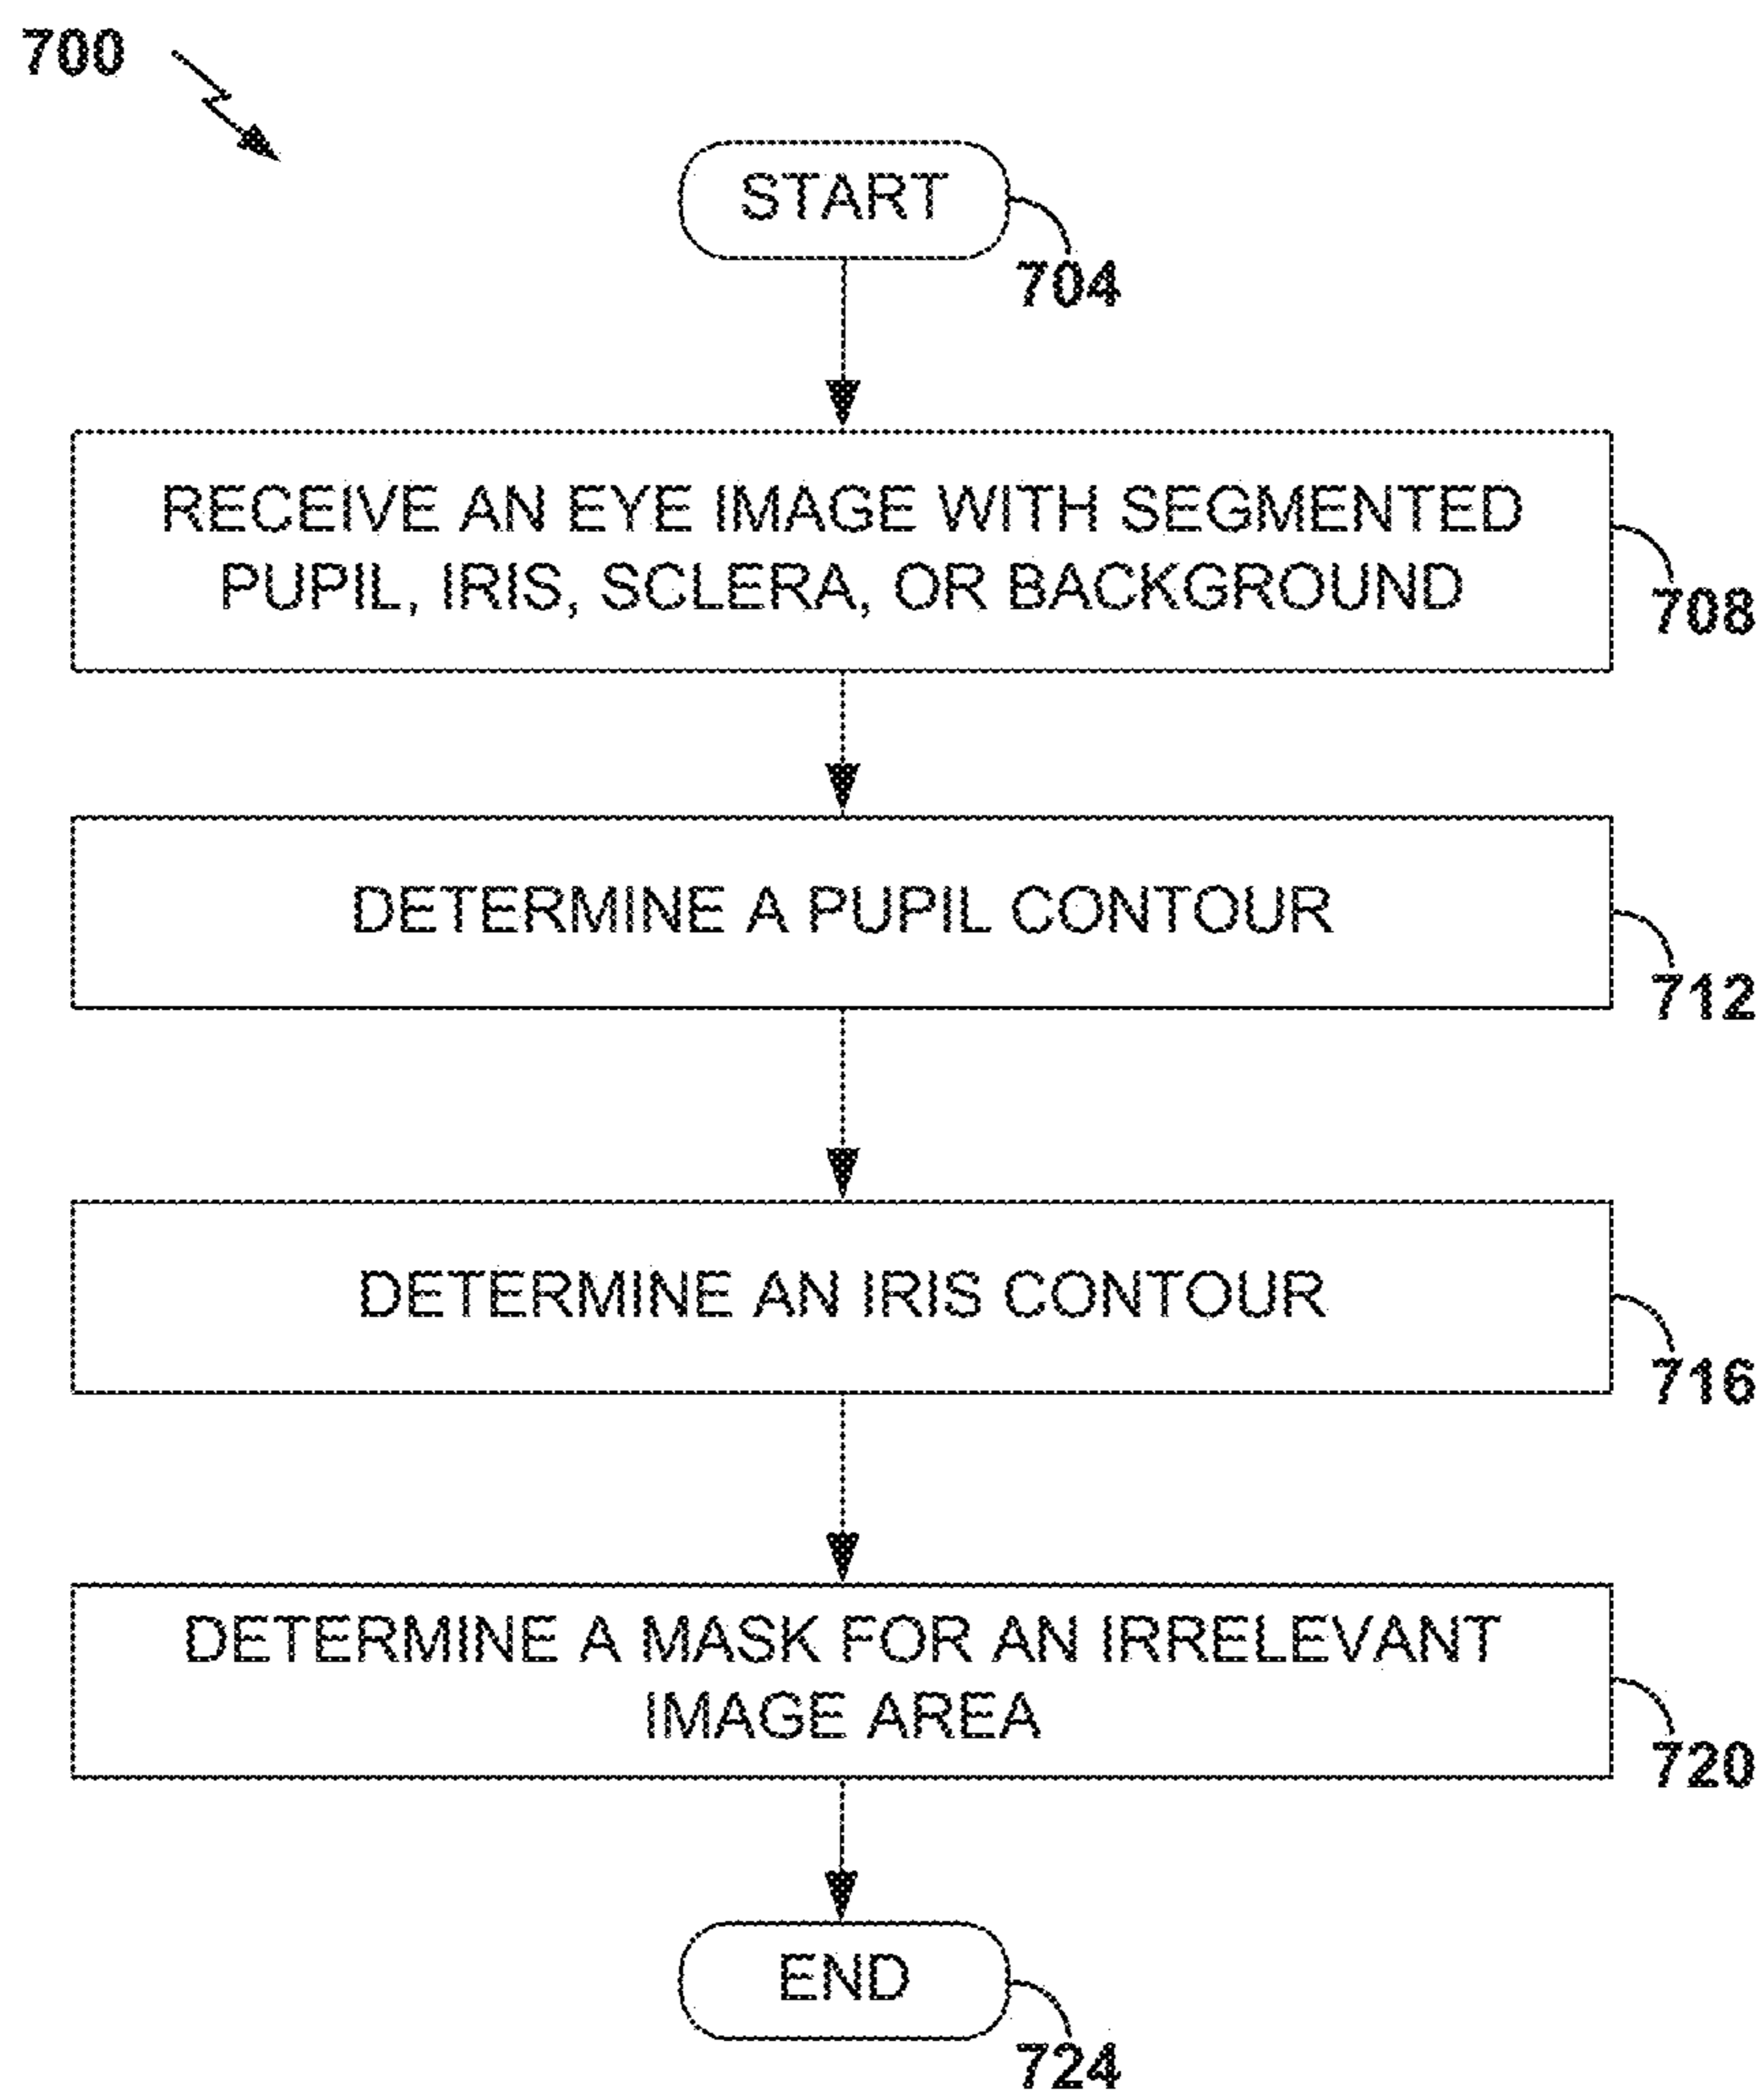 700
START
704
RECEIVE AN EYE IMAGE WITH SEGMENTED
PUPIL, IRIS, SCLERA, OR BACKGROUND
708
DETERMINE A PUPIL CONTOUR
712
DETERMINE AN IRIS CONTOUR
716
DETERMINE A MASK FOR AN IRRELEVANT
IMAGE AREA
720
END
724